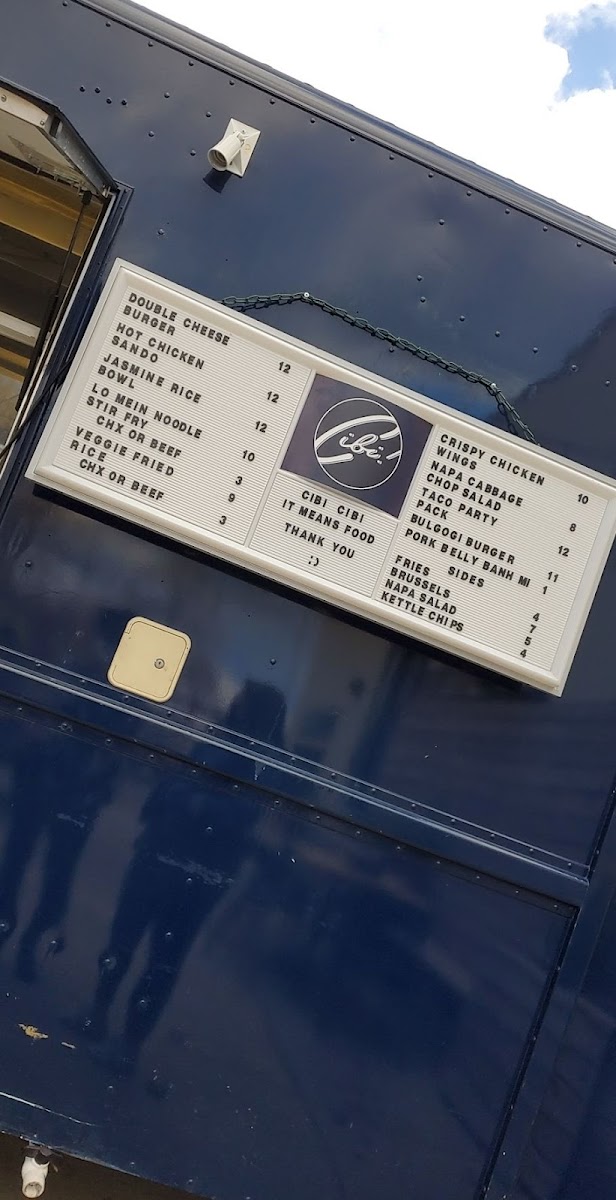 DOUBLE CHEESE 12
BURGER
HOT CHICKEN 12
SANDO
JASMINE RICE 12
BOWL
LO MEIN NOODLE 10
STIR FRY
CHX OR BEEF 3
VEGGIE FRIED 9
RICE
CHX OR BEEF 3
Cibi!
CIBI CIBI
IT MEANS FOOD
THANK YOU
:)
CRISPY CHICKEN 10
WINGS
NAPA CABBAGE 8
CHOP SALAD
TACO PARTY 12
PACK
BULGOGI BURGER 11
PORK BELLY BANH MI 1
SIDES
FRIES 4
BRUSSELS 7
NAPA SALAD 5
KETTLE CHIPS 4